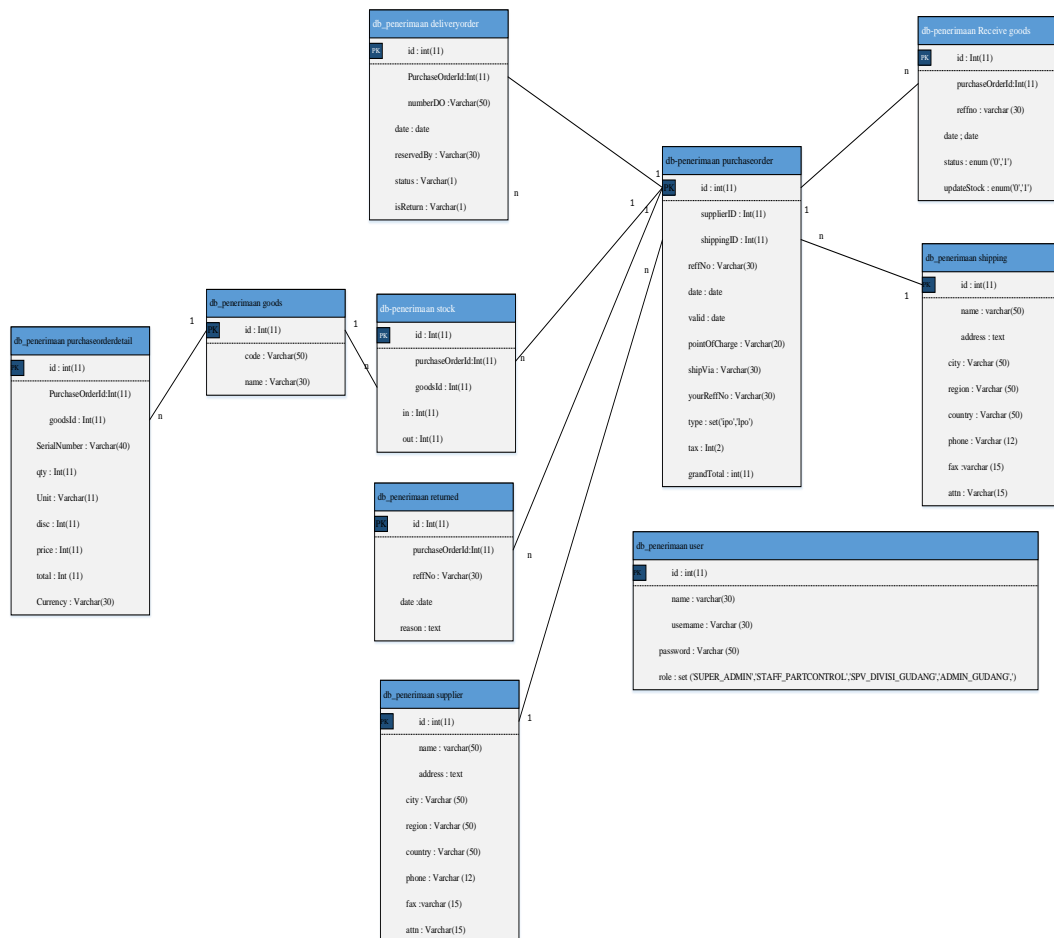 db_penerimaan deliveryorder
PK id : int(11)
PurchaseOrderId:Int(11)
numberDO :Varchar(50)
date : date
reservedBy : Varchar(30)
status : Varchar(1)
isReturn : Varchar(1)
n
db-penerimaan Receive goods
PK id : Int(11)
purchaseOrderId:Int(11)
reffno : varchar (30)
date ; date
status : enum ('0','1')
updateStock : enum('0','1')
n
db-penerimaan purchaseorder
PK id : int(11)
supplierID : Int(11)
shippingID : Int(11)
reffNo : Varchar(30)
date : date
valid : date
pointOfCharge : Varchar(20)
shipVia : Varchar(30)
yourReffNo : Varchar(30)
type : set('ipo','lpo')
tax : Int(2)
grandTotal : int(11)
1
1
1
n
1
n
db_penerimaan shipping
PK id : int(11)
name : varchar(50)
address : text
city : Varchar (50)
region : Varchar (50)
country : Varchar (50)
phone : Varchar (12)
fax :varchar (15)
attn : Varchar(15)
1
db_penerimaan goods
PK id : Int(11)
code : Varchar(50)
name : Varchar(30)
1
1
db-penerimaan stock
PK id : Int(11)
purchaseOrderId:Int(11)
goodsId : Int(11)
in : Int(11)
out : Int(11)
n
n
db_penerimaan purchaseorderdetail
PK id : int(11)
PurchaseOrderId:Int(11)
goodsId : Int(11)
SerialNumber : Varchar(40)
qty : Int(11)
Unit : Varchar(11)
disc : Int(11)
price : Int(11)
total : Int (11)
Currency : Varchar(30)
n
db_penerimaan returned
PK id : Int(11)
purchaseOrderId:Int(11)
reffNo : Varchar(30)
date :date
reason : text
n
db_penerimaan user
PK id : int(11)
name : varchar(30)
username : Varchar (30)
password : Varchar (50)
role : set ('SUPER_ADMIN','STAFF_PARTCONTROL','SPV_DIVISI_GUDANG','ADMIN_GUDANG',')
db_penerimaan supplier
PK id : int(11)
name : varchar(50)
address : text
city : Varchar (50)
region : Varchar (50)
country : Varchar (50)
phone : Varchar (12)
fax :varchar (15)
attn : Varchar(15)
1